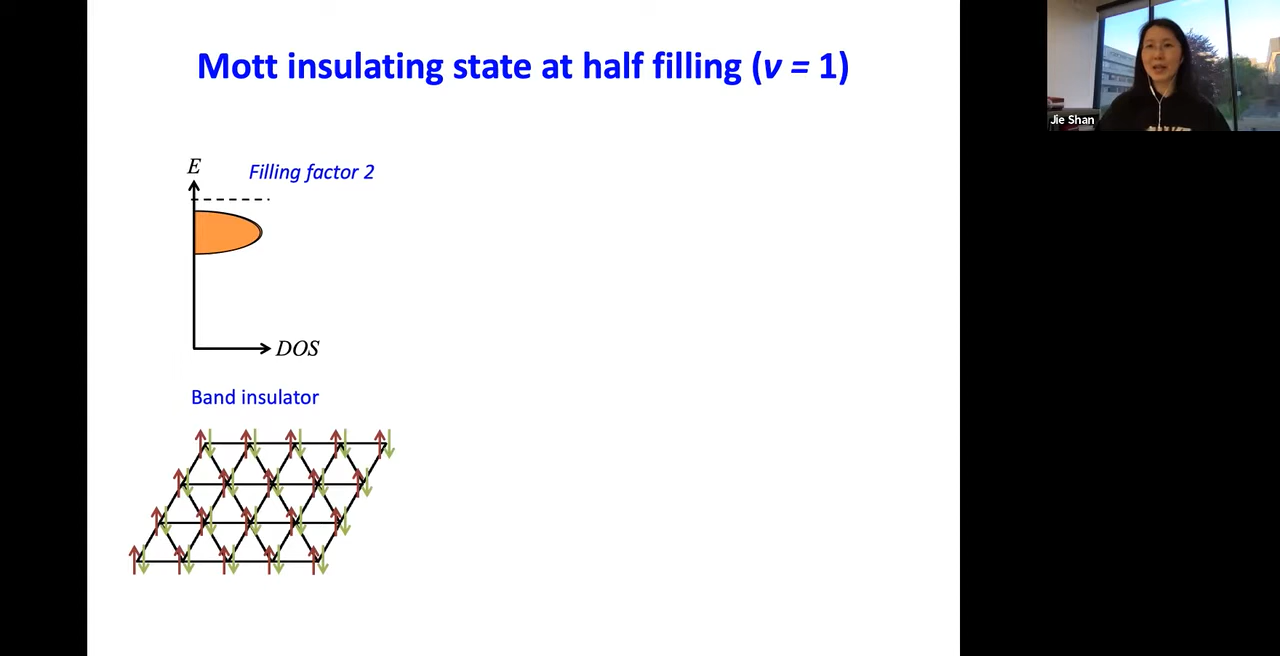 Mott insulating state at half filling (ν = 1)
Jie Shan
E
Filling factor 2
DOS
Band insulator